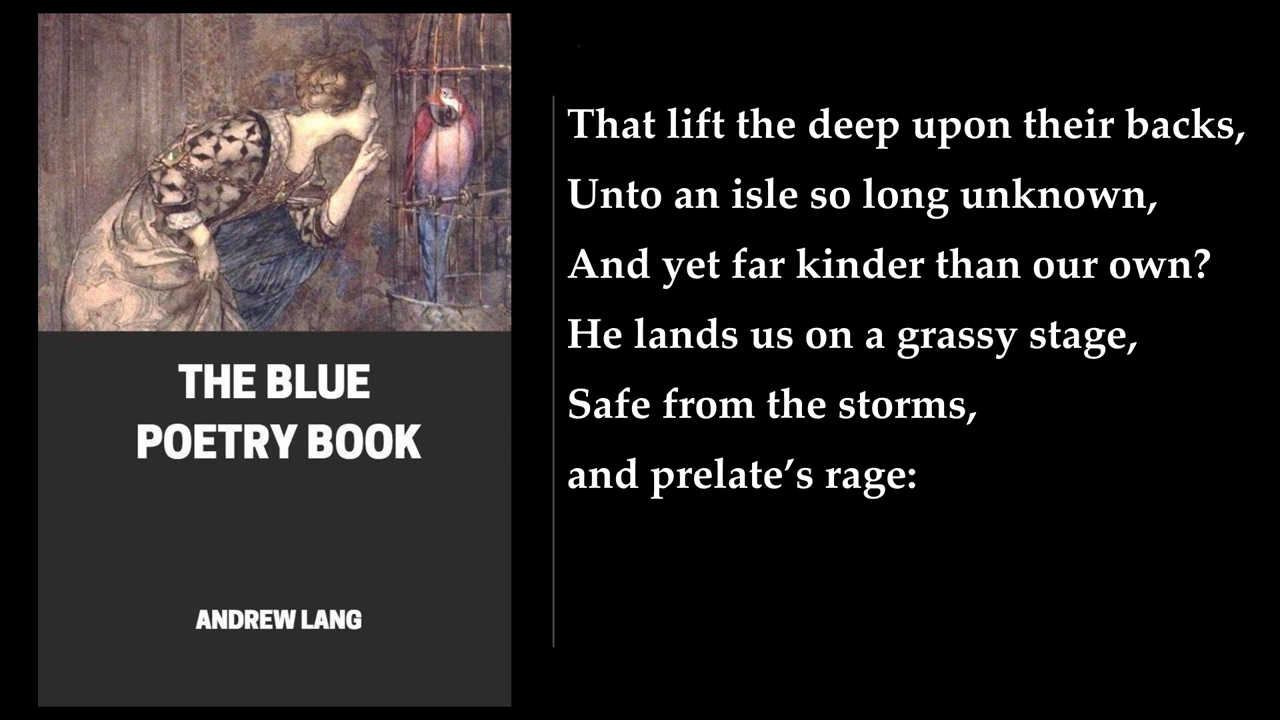 THE BLUE
POETRY BOOK
ANDREW LANG
That lift the deep upon their backs,
Unto an isle so long unknown,
And yet far kinder than our own?
He lands us on a grassy stage,
Safe from the storms,
and prelate’s rage: